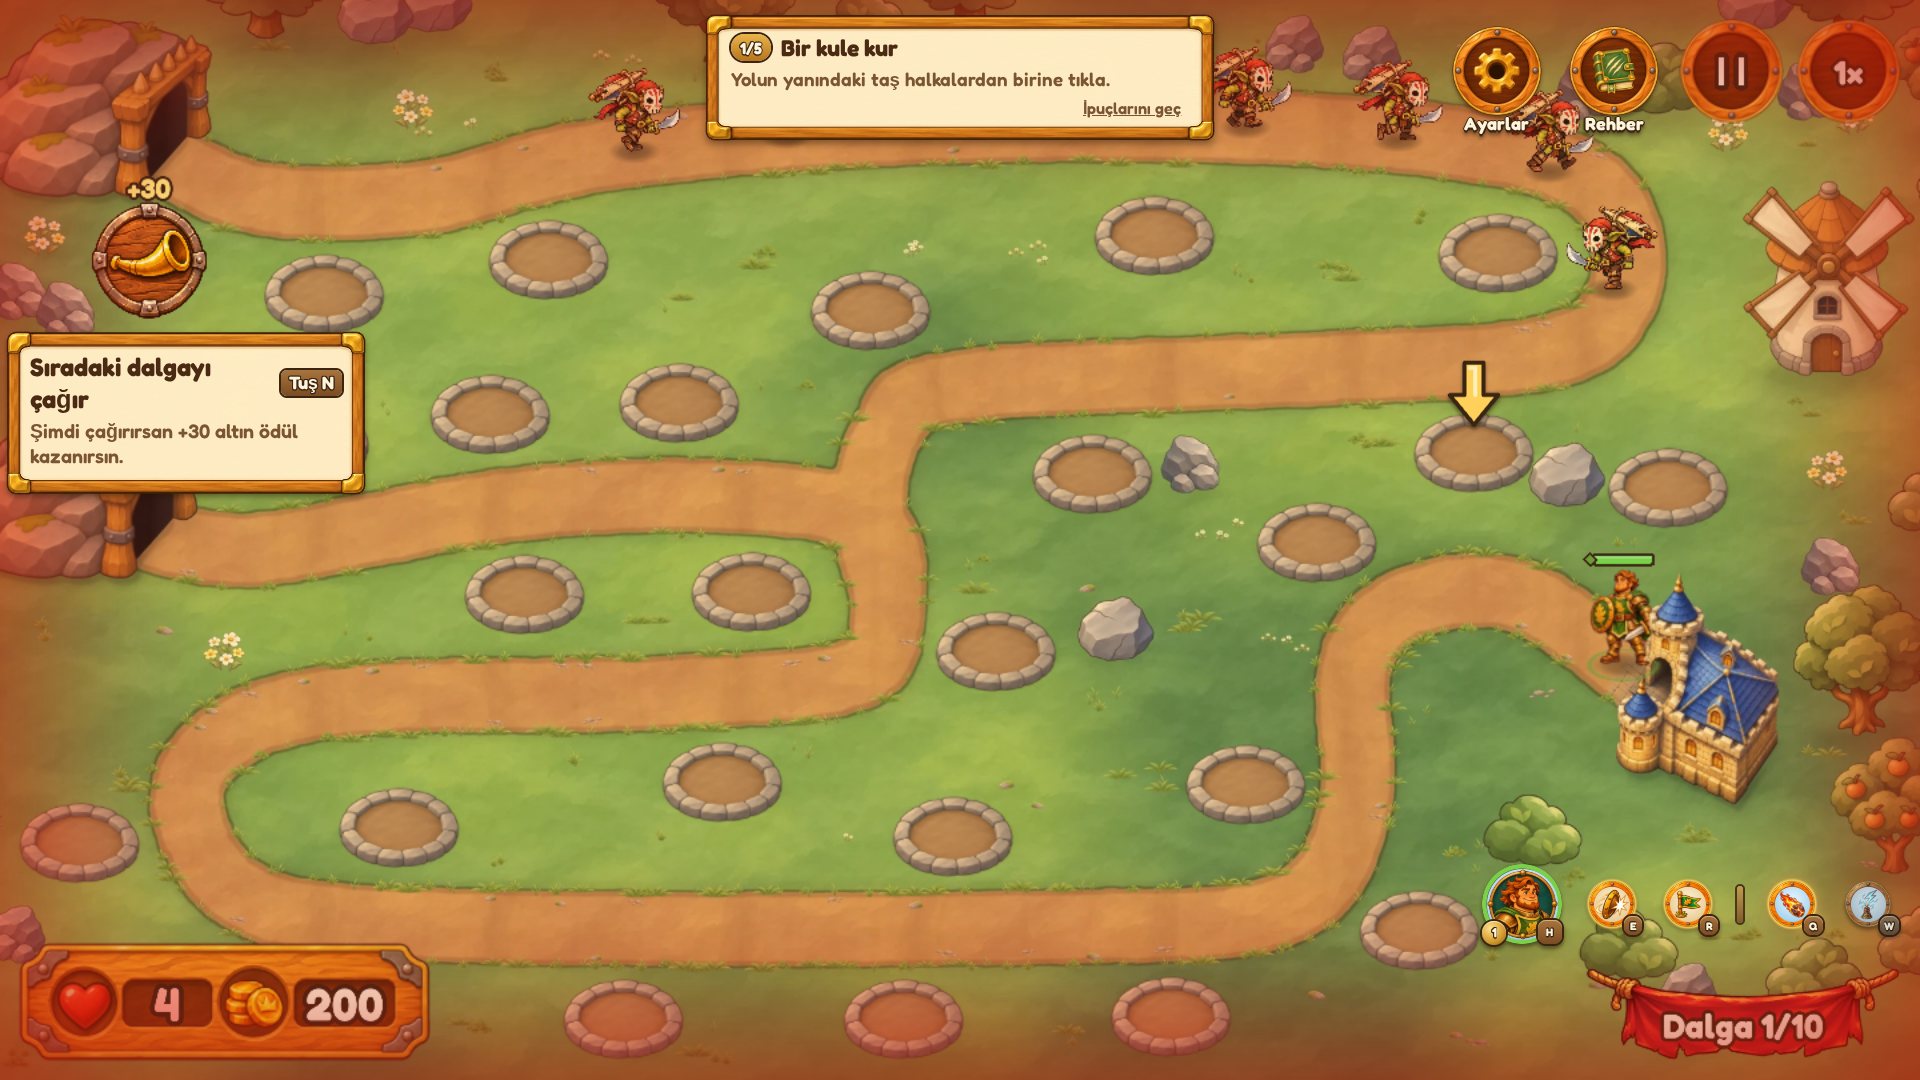 1/5 Bir kule kur
Yolun yanındaki taş halkalardan birine tıkla.
İpuçlarını geç
Ayarlar
Rehber
1x
+30
Sıradaki dalgayı
çağır
Tuş N
Şimdi çağırırsan +30 altın ödül
kazanırsın.
1
H
E
R
Q
W
4
200
Dalga 1/10